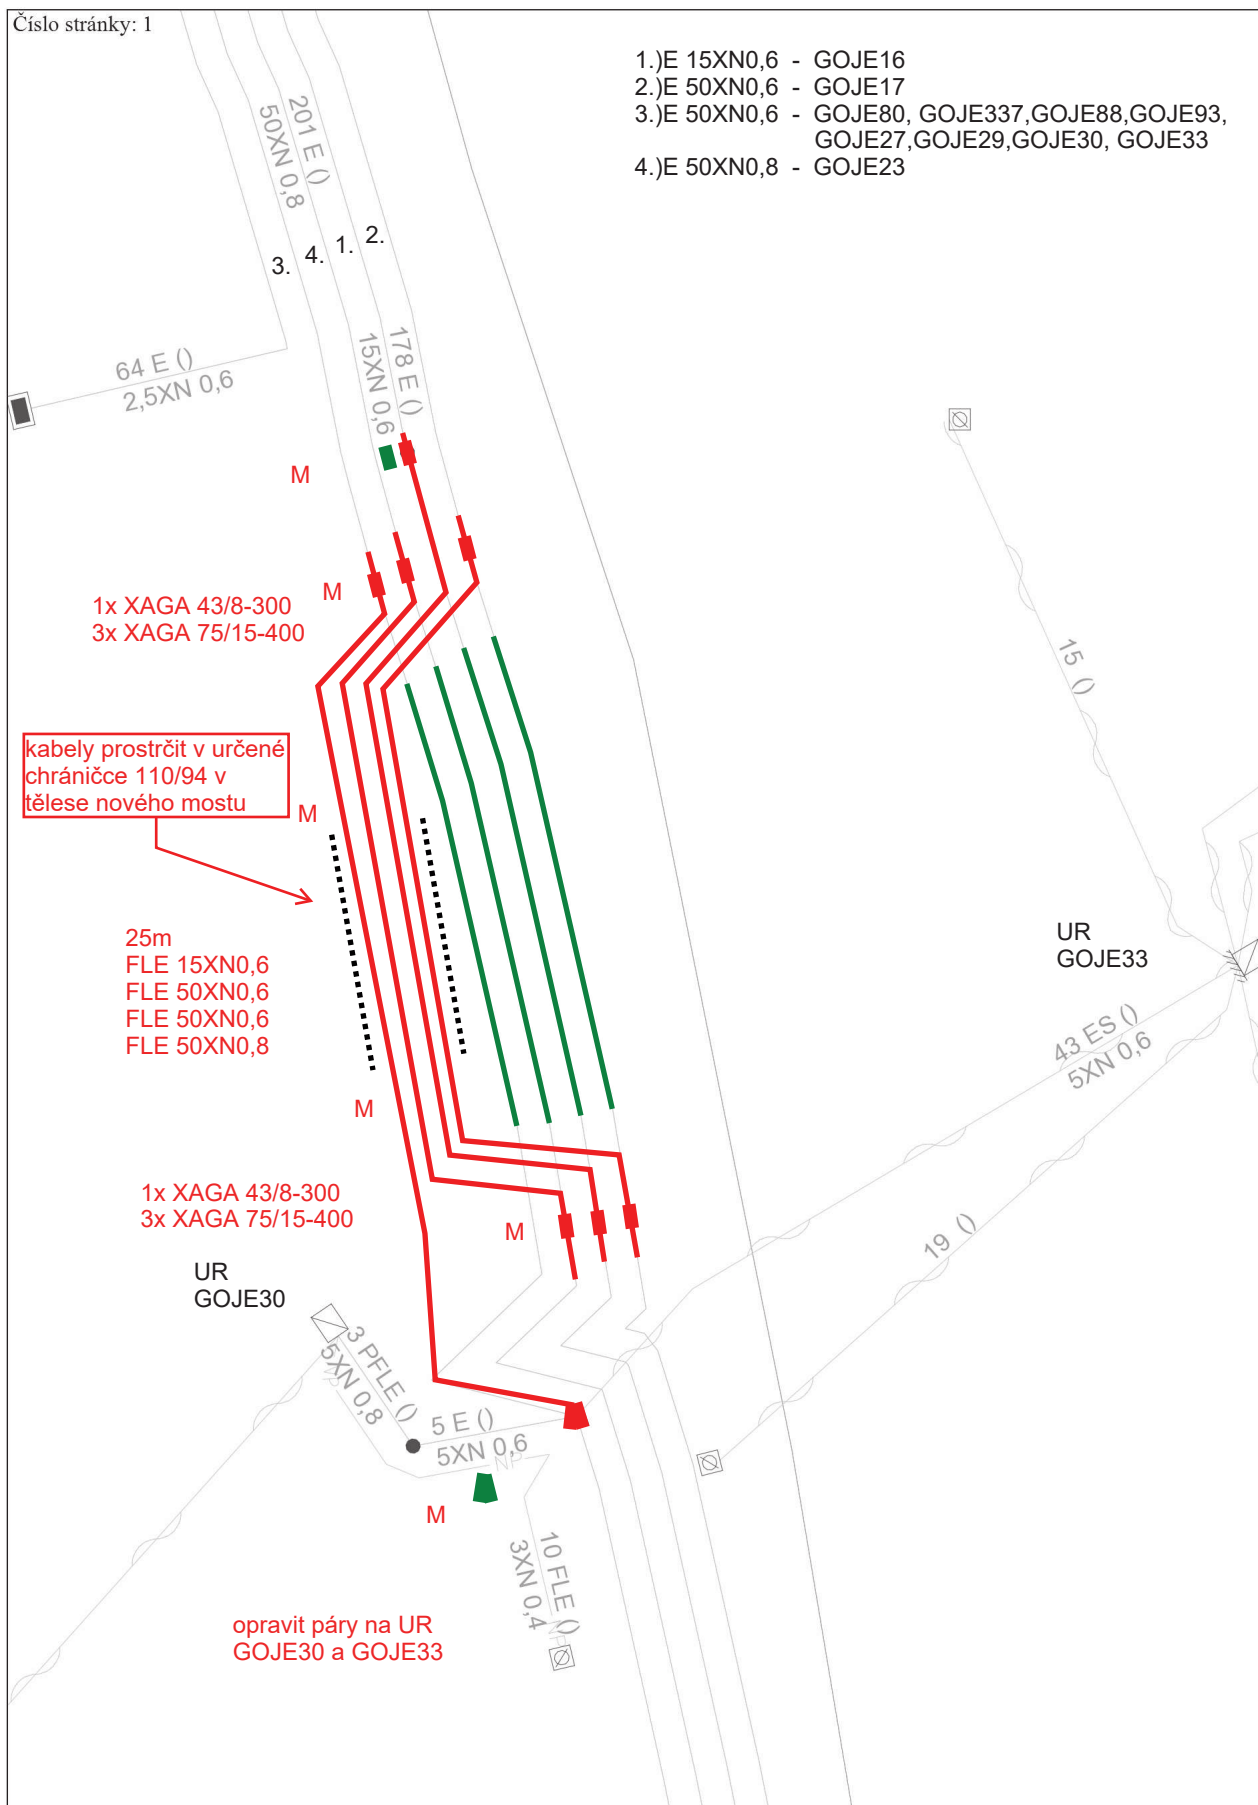 Číslo stránky: 1
1.)E 15XN0,6 - GOJE16
2.)E 50XN0,6 - GOJE17
3.)E 50XN0,6 - GOJE80, GOJE337,GOJE88,GOJE93,
GOJE27,GOJE29,GOJE30, GOJE33
4.)E 50XN0,8 - GOJE23
201 E ()
50XN 0,8
3.
4.
1.
2.
64 E ()
2,5XN 0,6
178 E ()
15XN 0,6
M
M
1x XAGA 43/8-300
3x XAGA 75/15-400
15 ()
kabely prostrčit v určené
chráničce 110/94 v
tělese nového mostu
M
25m
FLE 15XN0,6
FLE 50XN0,6
FLE 50XN0,6
FLE 50XN0,8
UR
GOJE33
43 ES ()
5XN 0,6
M
1x XAGA 43/8-300
3x XAGA 75/15-400
M
19 ()
UR
GOJE30
3 PFLE ()
5XN 0,8
5 E ()
5XN 0,6
NP
M
10 FLE ()
3XN 0,4
opravit páry na UR
GOJE30 a GOJE33